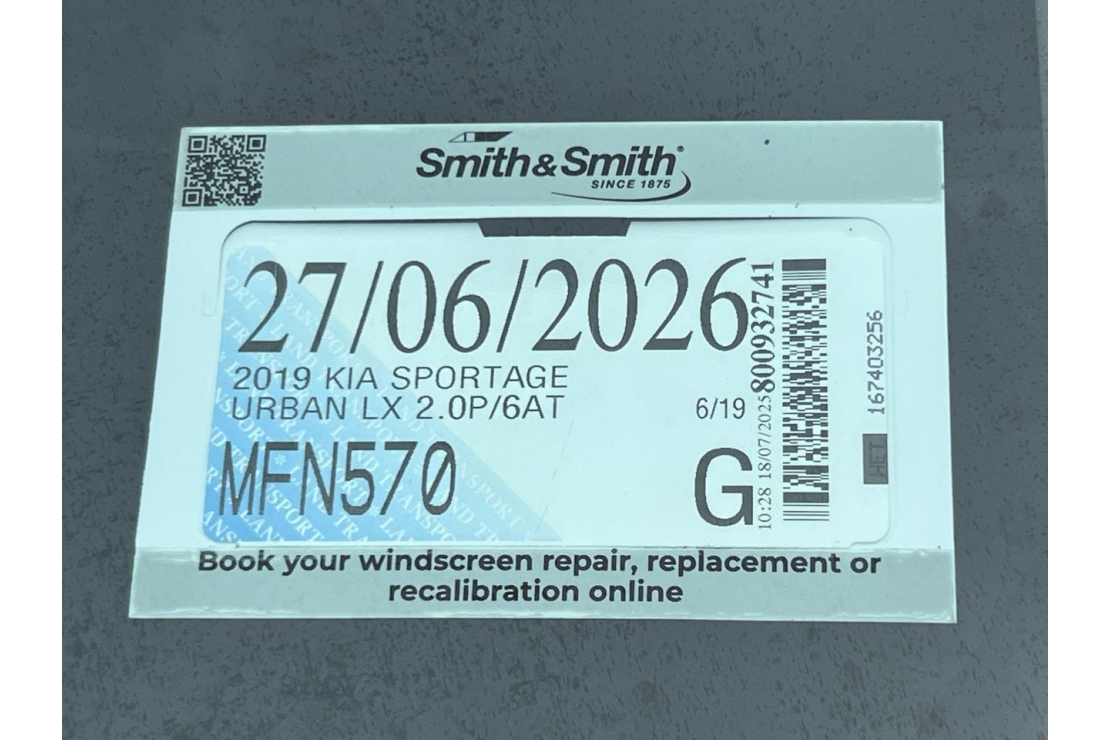 Smith&Smith®
SINCE 1875
27/06/2026
2019 KIA SPORTAGE
URBAN LX 2.0P/6AT
6/19
MFN570
G
10:28 18/07/2025
800932741
167403256
HET
Book your windscreen repair, replacement or
recalibration online